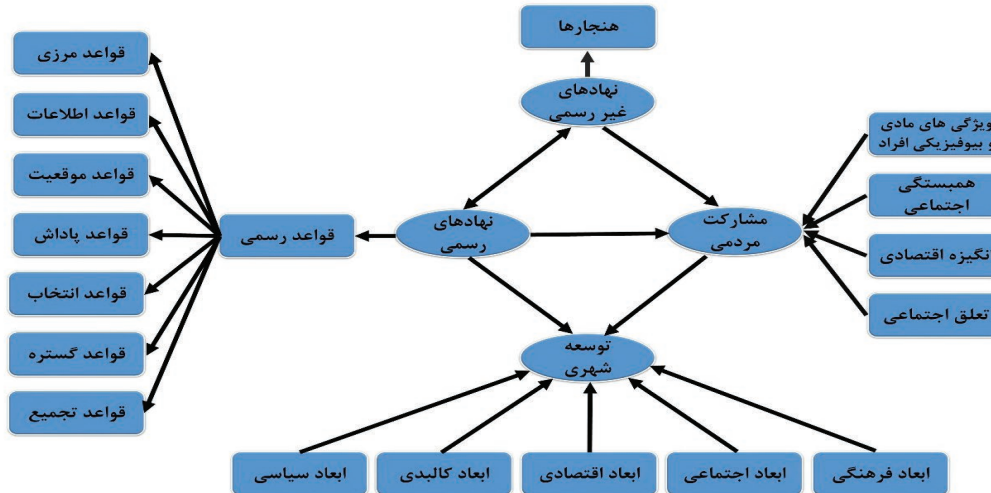 هنجارها
نهادهای
غیر رسمی
قواعد مرزی
قواعد اطلاعات
قواعد موقعیت
قواعد پاداش
قواعد انتخاب
قواعد گستره
قواعد تجمیع
قواعد رسمی
نهادهای
رسمی
مشارکت
مردمی
ویژگی های مادی
و بیوفیزیکی افراد
همبستگی
اجتماعی
انگیزه اقتصادی
تعلق اجتماعی
توسعه
شهری
ابعاد فرهنگی
ابعاد اجتماعی
ابعاد اقتصادی
ابعاد کالبدی
ابعاد سیاسی